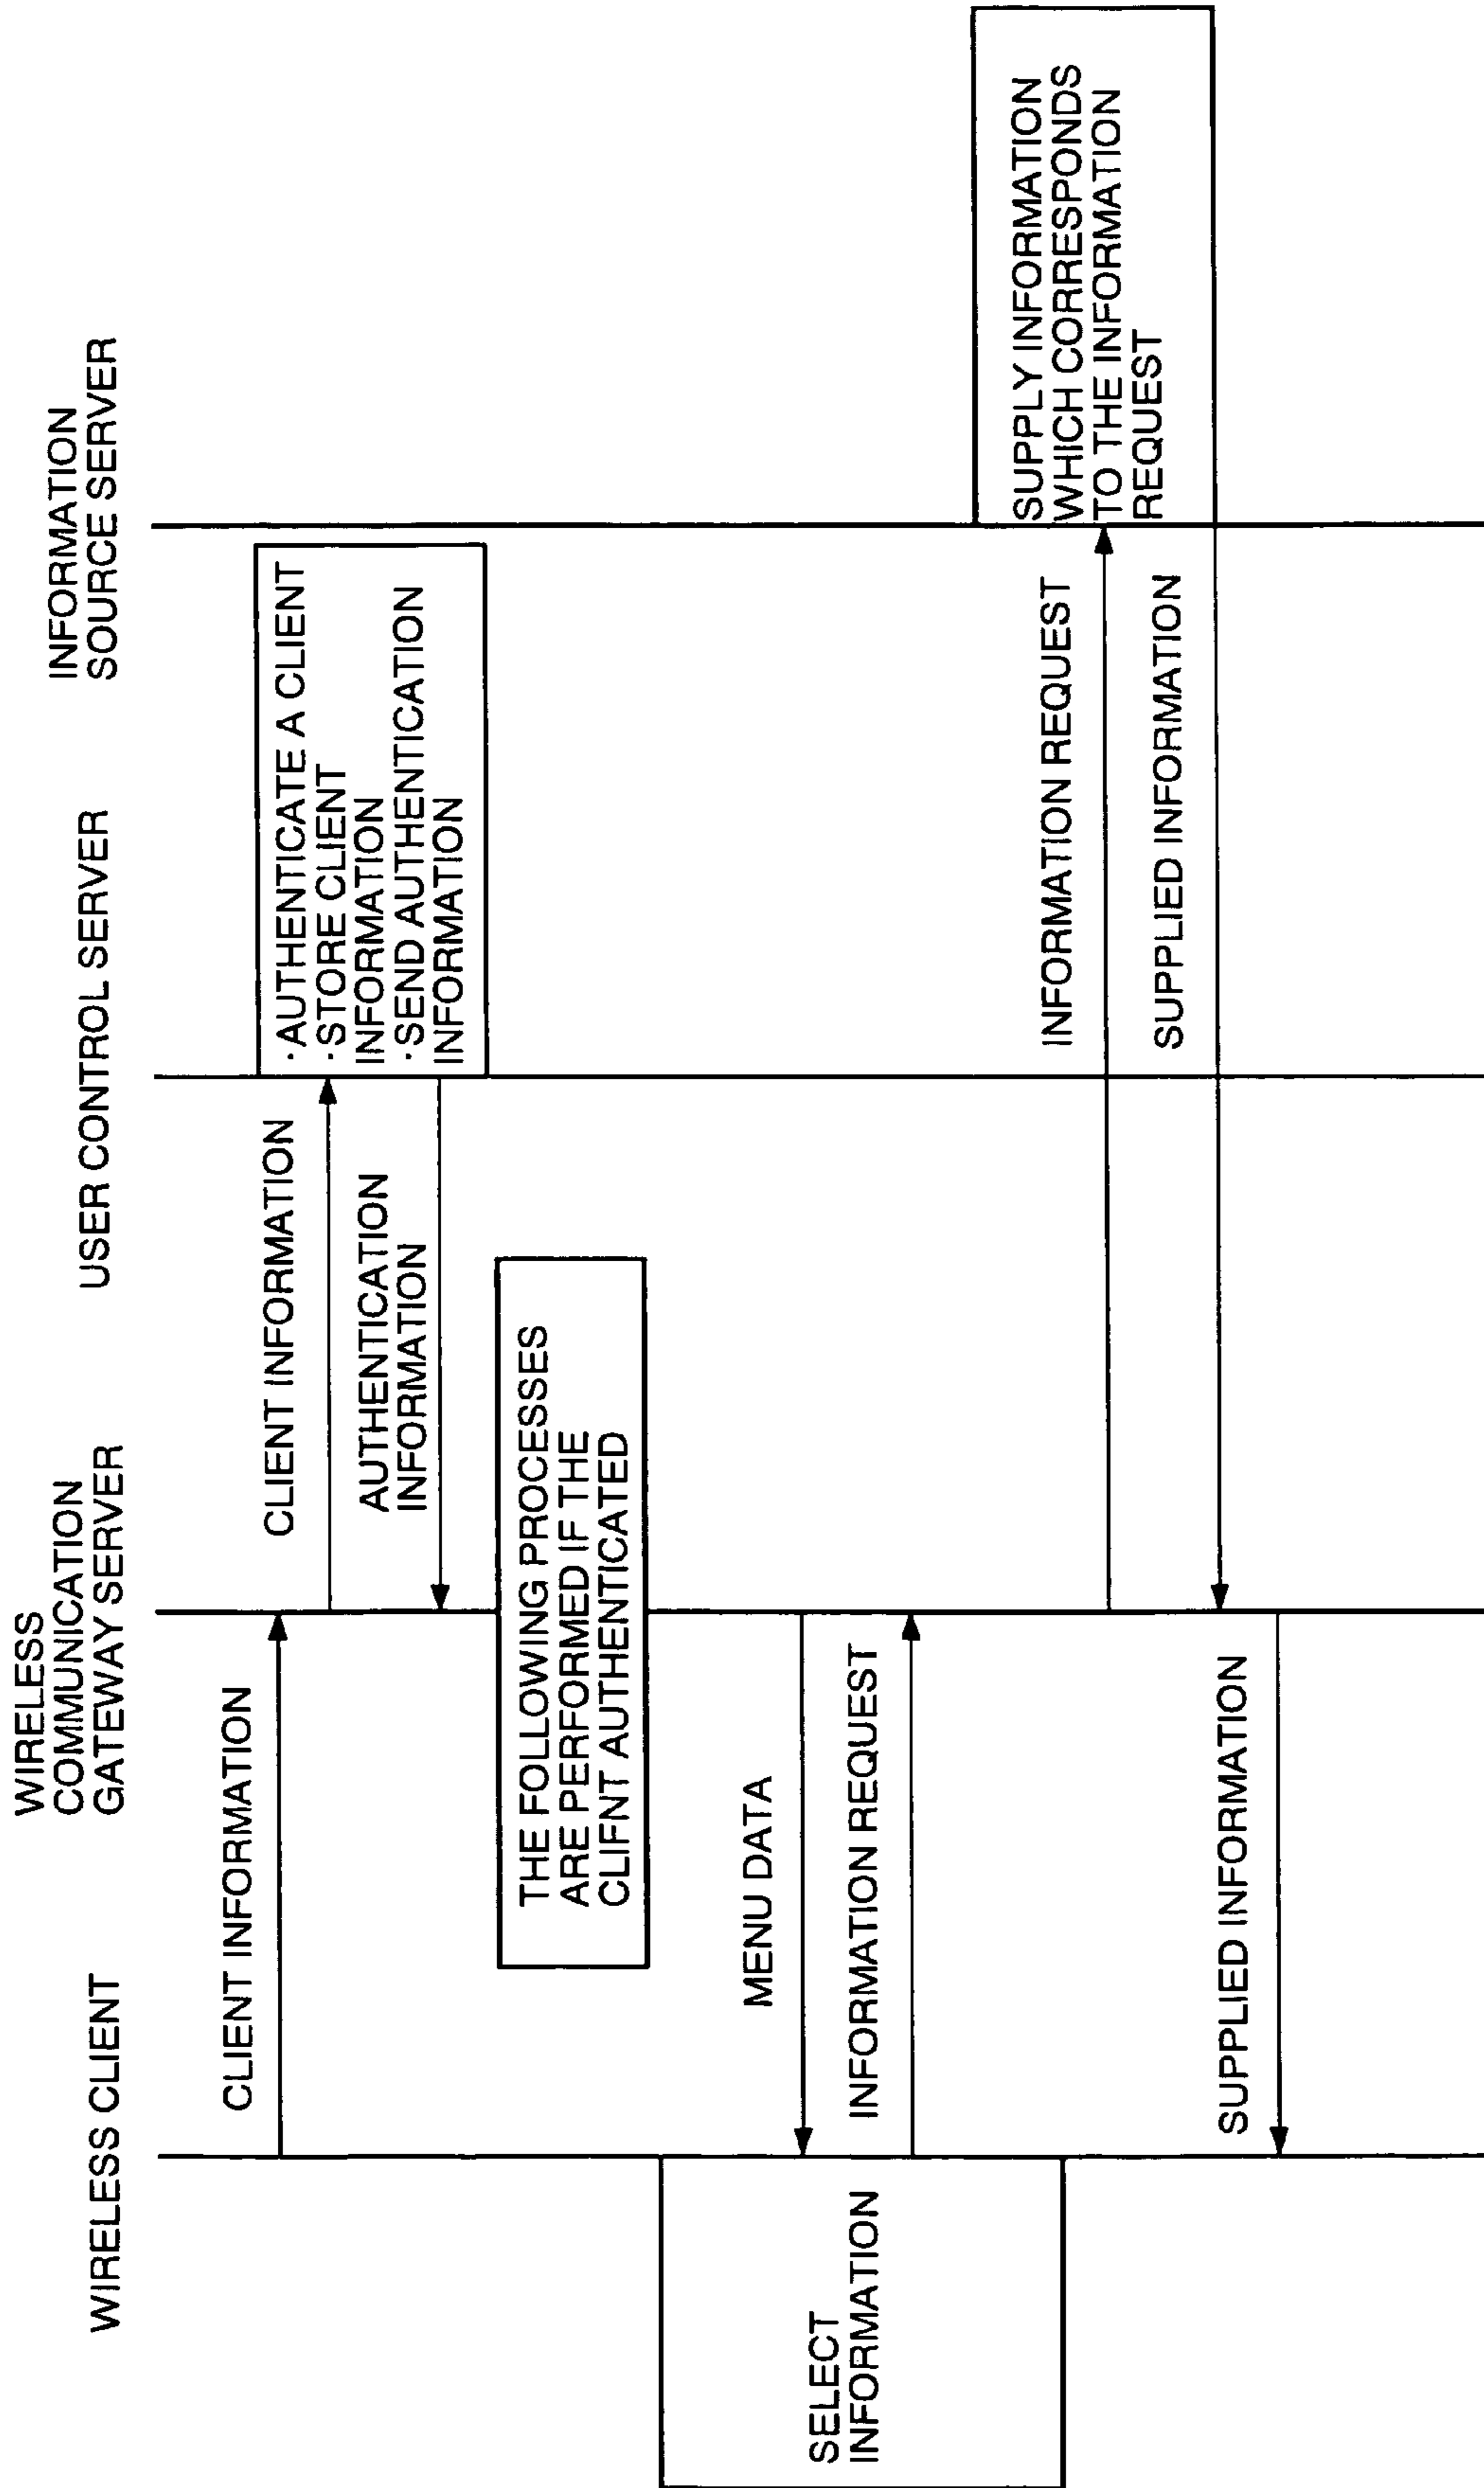 WIRELESS CLIENT
WIRELESS
COMMUNICATION
GATEWAY SERVER
USER CONTROL SERVER
INFORMATION
SOURCE SERVER
CLIENT INFORMATION
CLIENT INFORMATION
·AUTHENTICATE A CLIENT
·STORE CLIENT
INFORMATION
·SEND AUTHENTICATION
INFORMATION
AUTHENTICATION
INFORMATION
THE FOLLOWING PROCESSES
ARE PERFORMED IF THE
CLIFNT AUTHENTICATED
MENU DATA
SELECT
INFORMATION
INFORMATION REQUEST
INFORMATION REQUEST
SUPPLY INFORMATION
WHICH CORRESPONDS
TO THE INFORMATION
REQUEST
SUPPLIED INFORMATION
SUPPLIED INFORMATION